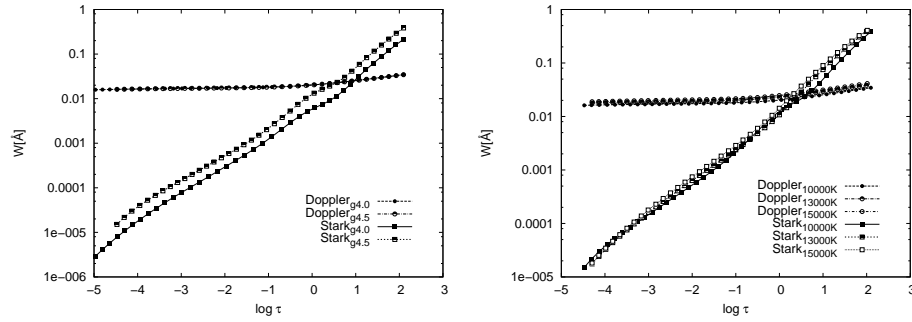 1
0.1
0.01
0.001
0.0001
1e−005
1e−006
W[Å]
−5 −4 −3 −2 −1 0 1 2 3
log τ
Doppler g4.0
Doppler g4.5
Stark g4.0
Stark g4.5
1
0.1
0.01
0.001
0.0001
1e−005
W[Å]
−5 −4 −3 −2 −1 0 1 2 3
log τ
Doppler 10000K
Doppler 13000K
Doppler 15000K
Stark 10000K
Stark 13000K
Stark 15000K